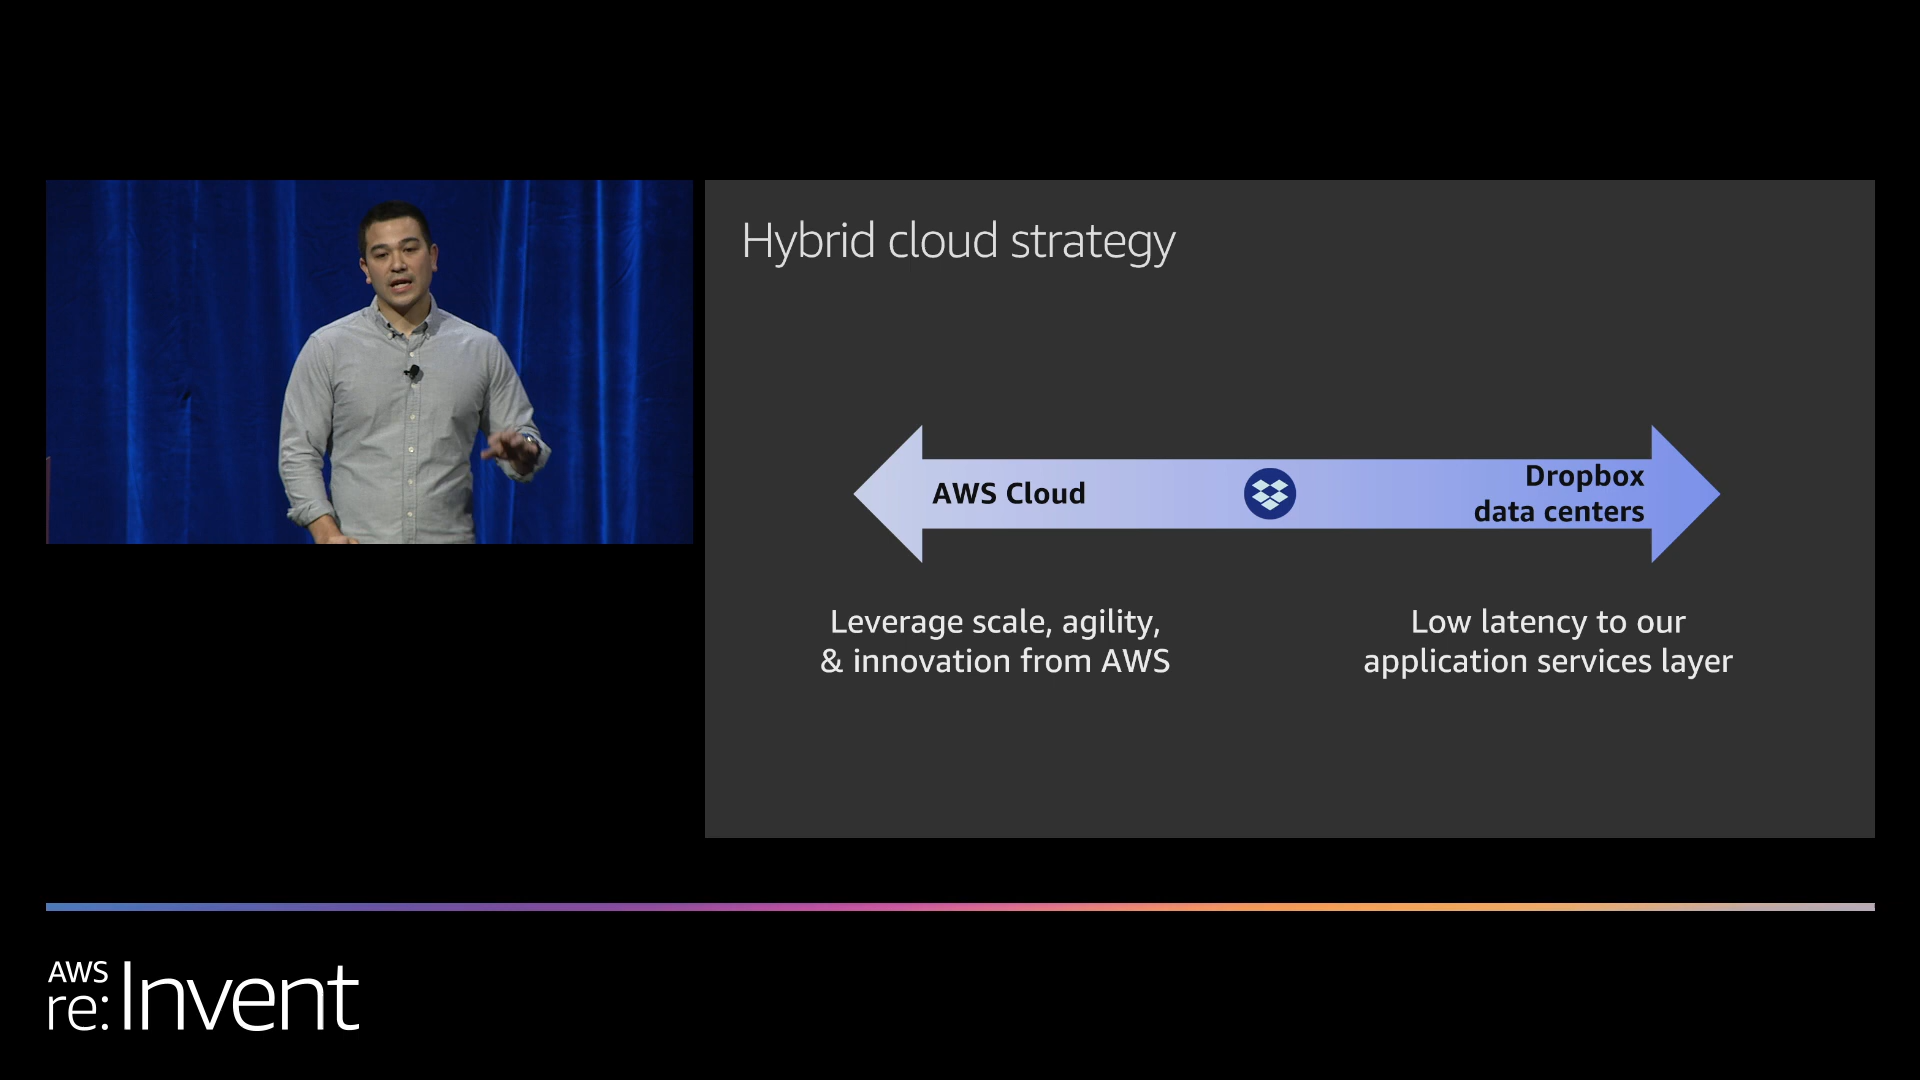 Hybrid cloud strategy
AWS Cloud
Dropbox
data centers
Leverage scale, agility,
& innovation from AWS
Low latency to our
application services layer
AWS
re:Invent